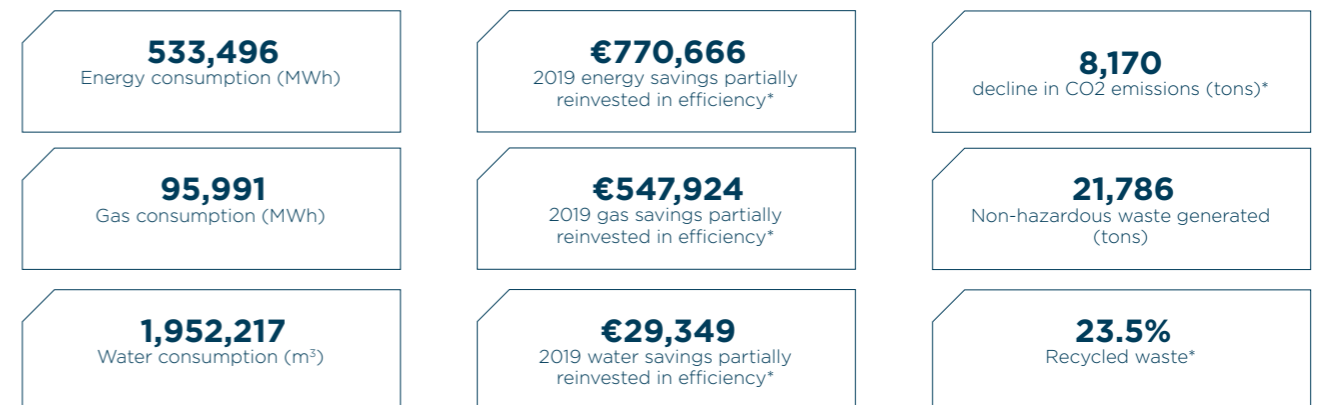 533,496
Energy consumption (MWh)
€770,666
2019 energy savings partially
reinvested in efficiency*
8,170
decline in CO2 emissions (tons)*
95,991
Gas consumption (MWh)
€547,924
2019 gas savings partially
reinvested in efficiency*
21,786
Non-hazardous waste generated
(tons)
1,952,217
Water consumption (m³)
€29,349
2019 water savings partially
reinvested in efficiency*
23.5%
Recycled waste*